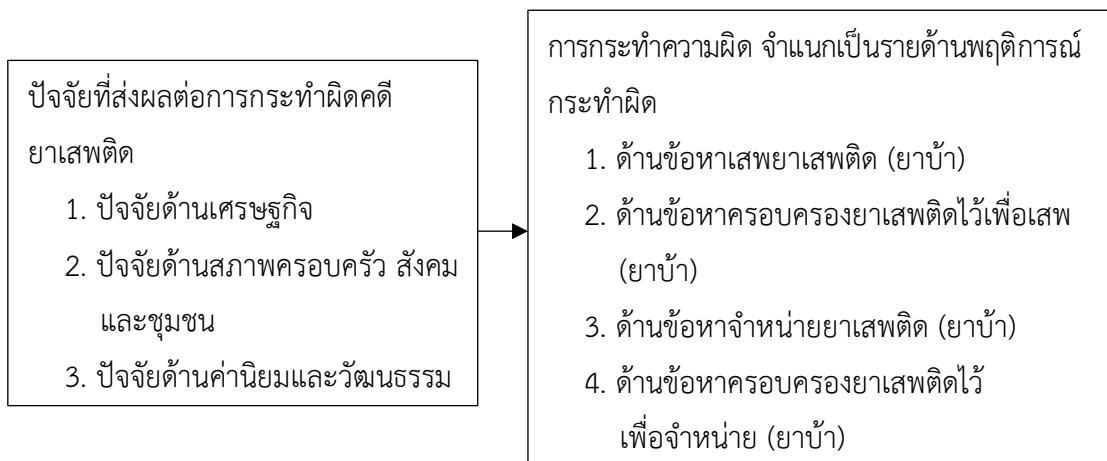 ปัจจัยที่ส่งผลต่อการกระทำผิดคดี
ยาเสพติด
1. ปัจจัยด้านเศรษฐกิจ
2. ปัจจัยด้านสภาพครอบครัว สังคม
และชุมชน
3. ปัจจัยด้านค่านิยมและวัฒนธรรม
การกระทำความผิด จำแนกเป็นรายด้านพฤติการณ์
กระทำผิด
1. ด้านข้อหาเสพยาเสพติด (ยาบ้า)
2. ด้านข้อหาครอบครองยาเสพติดไว้เพื่อเสพ
(ยาบ้า)
3. ด้านข้อหาจำหน่ายยาเสพติด (ยาบ้า)
4. ด้านข้อหาครอบครองยาเสพติดไว้
เพื่อจำหน่าย (ยาบ้า)